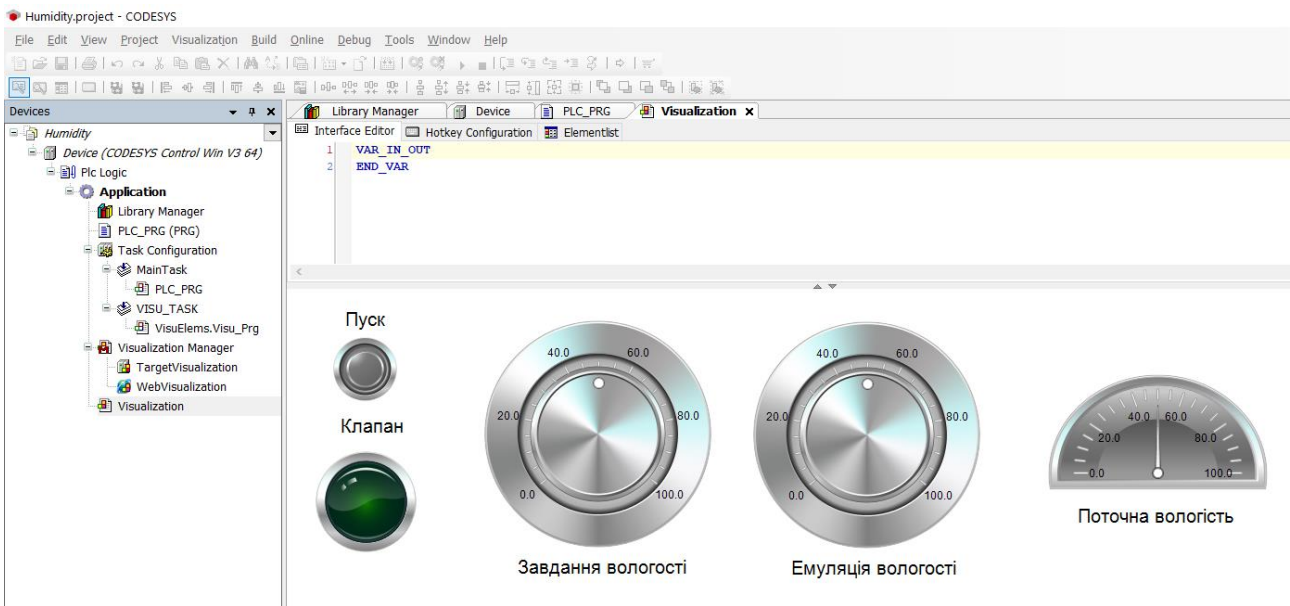 Humidity.project - CODESYS
File Edit View Project Visualization Build Online Debug Tools Window Help
Devices
Library Manager Device PLC_PRG Visualization x
Humidity
Interface Editor Hotkey Configuration Elementlist
Device (CODESYS Control Win V3 64)
1 VAR_IN_OUT
2 END_VAR
Plc Logic
Application
Library Manager
PLC_PRG (PRG)
Task Configuration
MainTask
PLC_PRG
VISU_TASK
VisuElems.Visu_Prg
Visualization Manager
TargetVisualization
WebVisualization
Visualization
Пуск
Клапан
40.0 60.0
20.0 80.0
0.0 100.0
Завдання вологості
40.0 60.0
20.0 80.0
0.0 100.0
Емуляція вологості
40.0 60.0
20.0 80.0
0.0 100.0
Поточна вологість